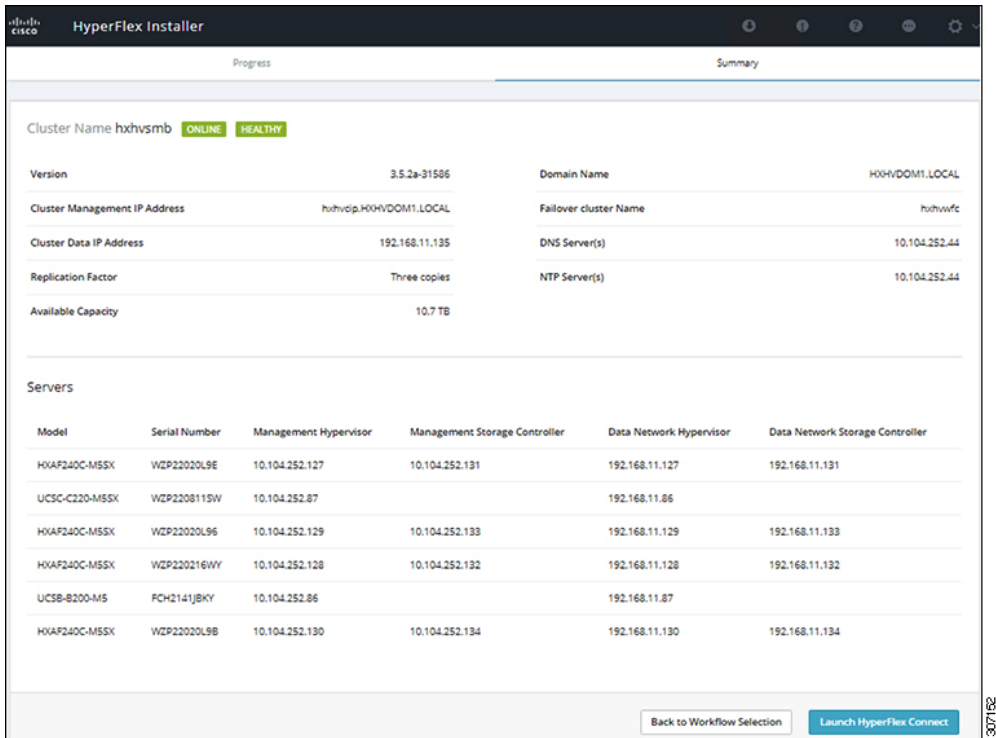 cisco HyperFlex Installer
Progress Summary
Cluster Name hxhvsmb ONLINE HEALTHY
Version 3.5.2a-31586 Domain Name HXHVDOM1.LOCAL
Cluster Management IP Address hxhvcip.HXHVDOM1.LOCAL Failover cluster Name hxhvwfc
Cluster Data IP Address 192.168.11.135 DNS Server(s) 10.104.252.44
Replication Factor Three copies NTP Server(s) 10.104.252.44
Available Capacity 10.7 TB
Servers
Model Serial Number Management Hypervisor Management Storage Controller Data Network Hypervisor Data Network Storage Controller
HXAF240C-M5SX WZP22020L9E 10.104.252.127 10.104.252.131 192.168.11.127 192.168.11.131
UCSC-C220-M5SX WZP220811SW 10.104.252.87 192.168.11.86
HXAF240C-M5SX WZP22020L96 10.104.252.129 10.104.252.133 192.168.11.129 192.168.11.133
HXAF240C-M5SX WZP220216WY 10.104.252.128 10.104.252.132 192.168.11.128 192.168.11.132
UCSB-B200-M5 FCH2141JBKY 10.104.252.86 192.168.11.87
HXAF240C-M5SX WZP22020L9B 10.104.252.130 10.104.252.134 192.168.11.130 192.168.11.134
Back to Workflow Selection Launch HyperFlex Connect
307152